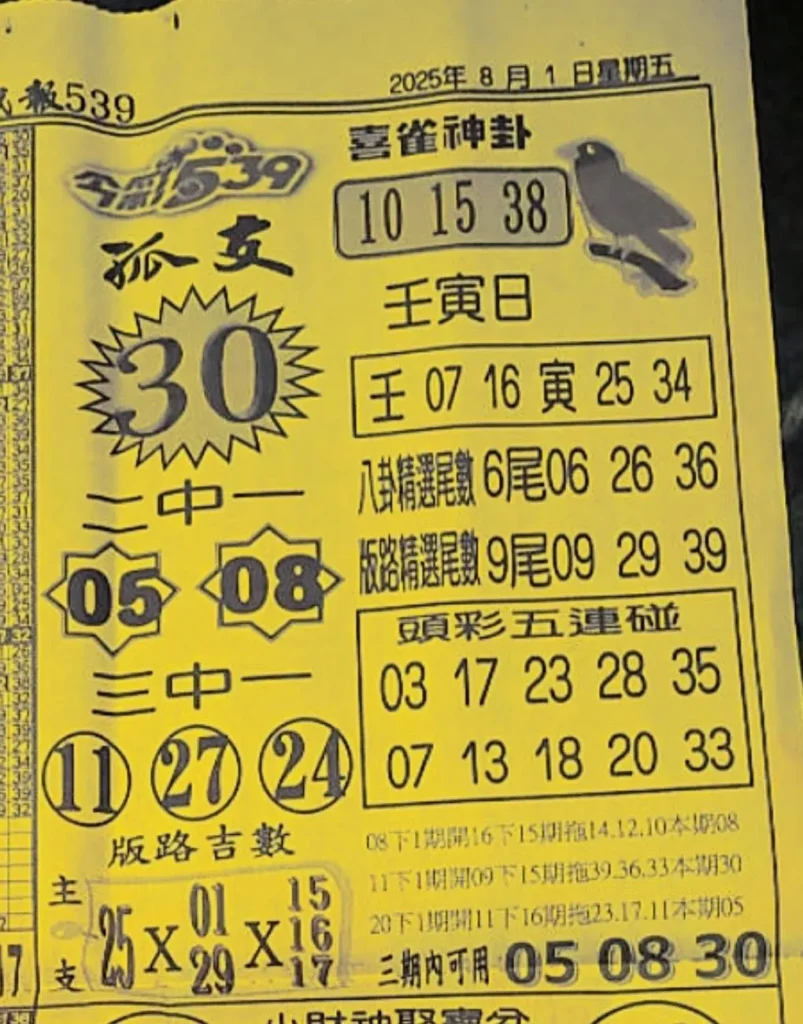 報539
2025年 8 月 1 日星期五
今彩539
孤支
30
二中一
05 08
三中一
11 27 24
版路吉數
主支
25 X 01 29 X 15 16 17
喜雀神卦
10 15 38
壬寅日
壬 07 16 寅 25 34
八卦精選尾數 6尾06 26 36
版路精選尾數 9尾09 29 39
頭彩五連碰
03 17 23 28 35
07 13 18 20 33
08下1期開16下15期拖14.12.10本期08
11下1期開09下15期拖39.36.33本期30
20下1期開11下16期拖23.17.11本期05
三期內可用 05 08 30
小財神聚寶盆